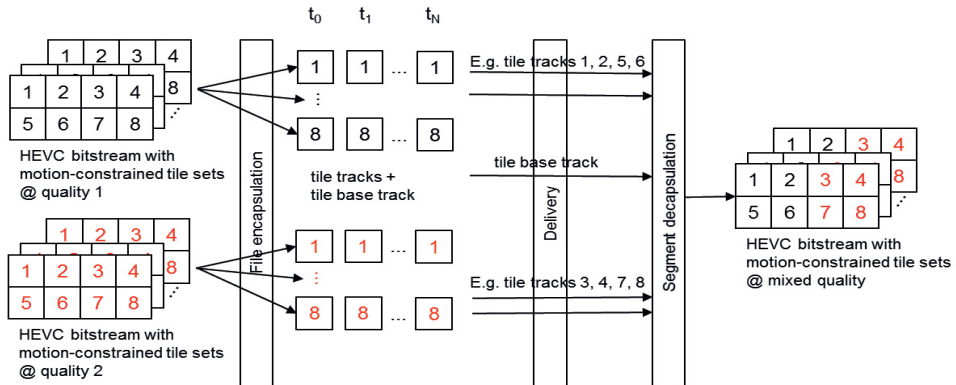 t0 t1 tN
1 2 3 4
8
1 2 3 4
5 6 7 8
⋰
HEVC bitstream with
motion-constrained tile sets
@ quality 1
1 2 3 4
8
1 2 3 4
5 6 7 8
⋰
HEVC bitstream with
motion-constrained tile sets
@ quality 2
File encapsulation
1 1 ... 1
⋮
8 8 ... 8
tile tracks +
tile base track
1 1 ... 1
⋮
8 8 ... 8
E.g. tile tracks 1, 2, 5, 6
tile base track
E.g. tile tracks 3, 4, 7, 8
Delivery
Segment decapsulation
1 2 3 4
8
1 2 3 4
5 6 7 8
⋰
HEVC bitstream with
motion-constrained tile sets
@ mixed quality